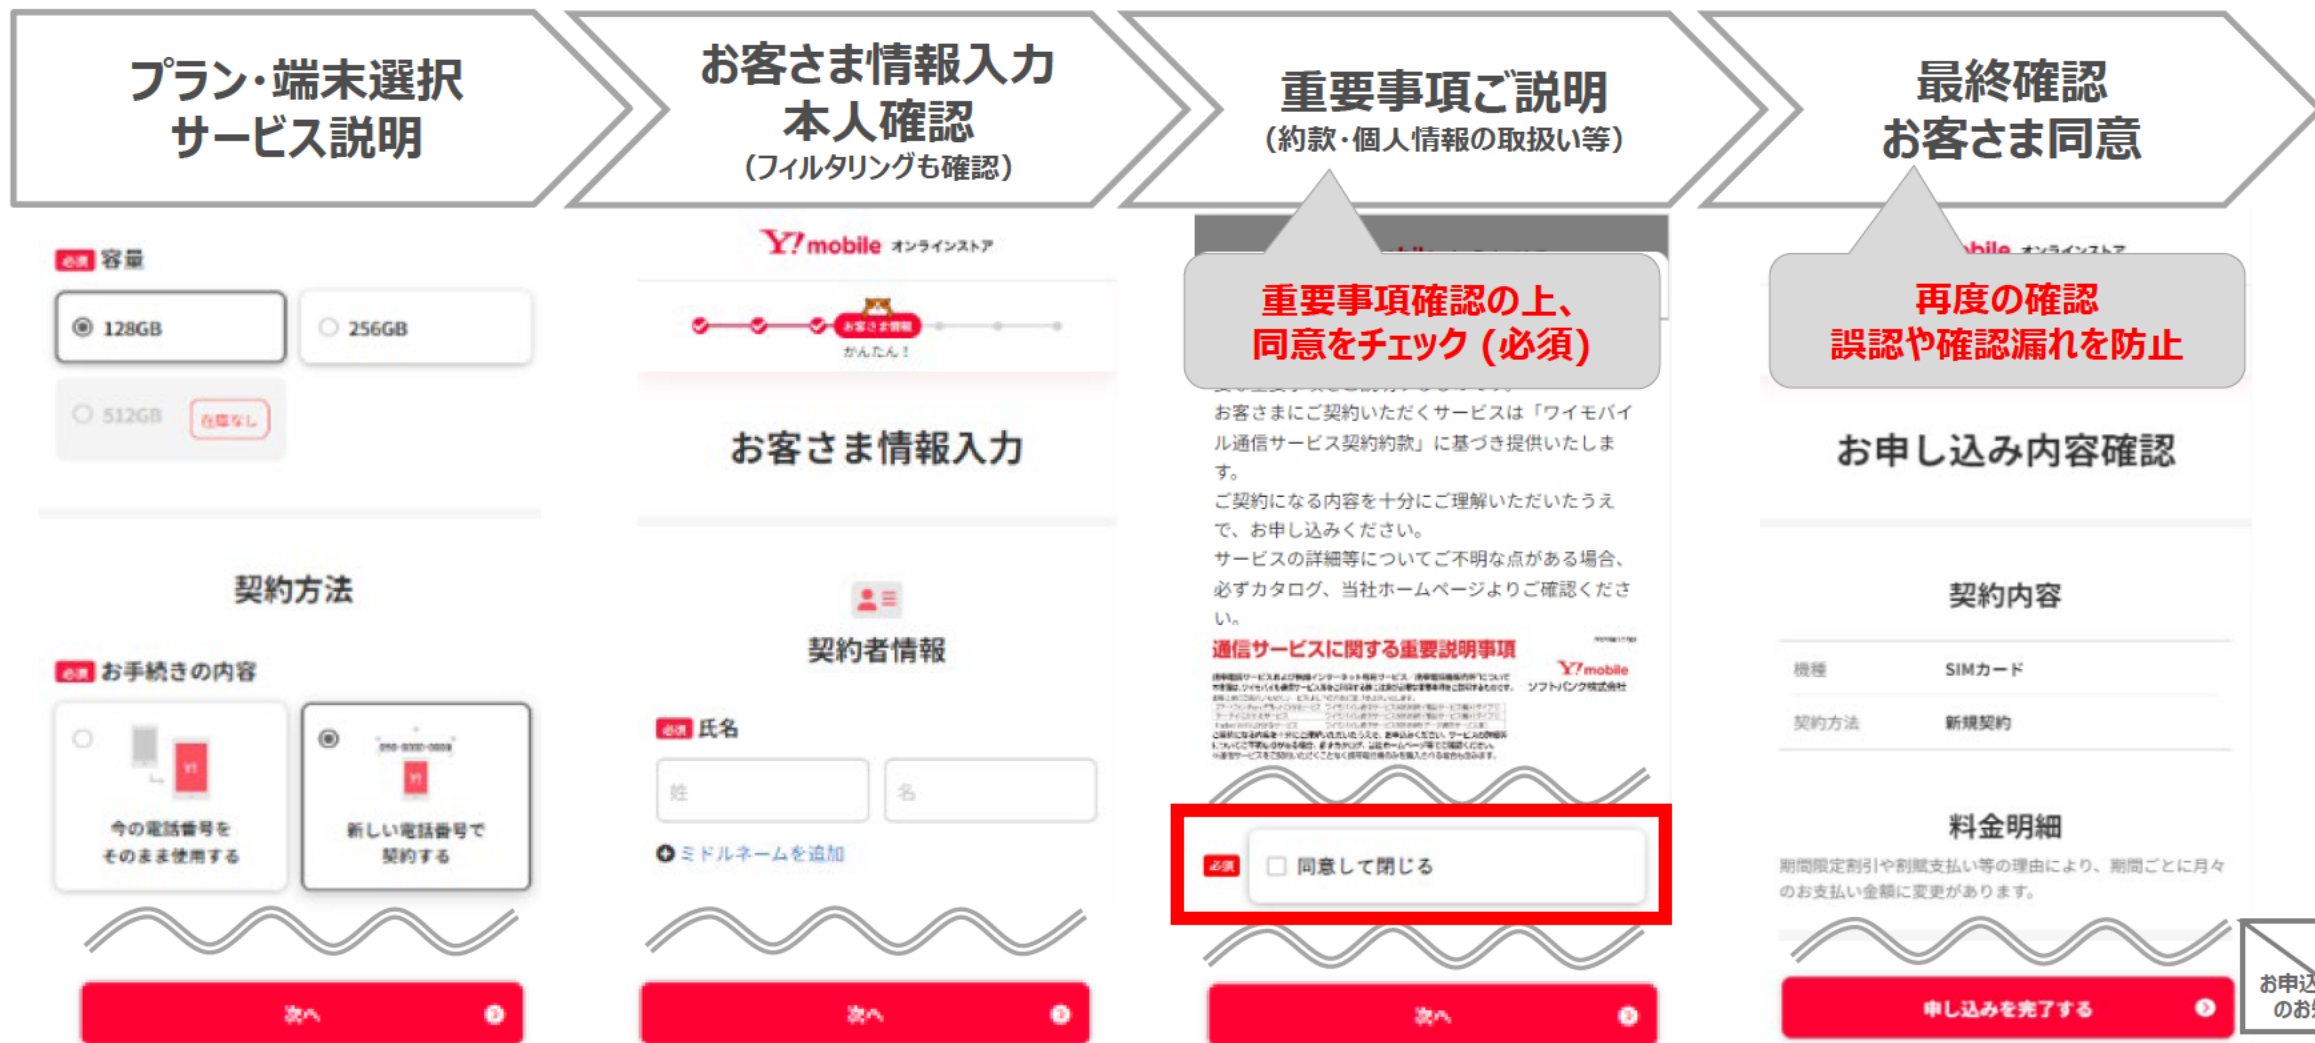 プラン・端末選択
サービス説明
お客さま情報入力
本人確認
(フィルタリングも確認)
重要事項ご説明
(約款・個人情報の取扱い等)
最終確認
お客さま同意
必須 容量
128GB
256GB
512GB 在庫なし
契約方法
必須 お手続きの内容
今の電話番号を
そのまま使用する
新しい電話番号で
契約する
次へ
Y!mobile オンラインストア
お客さま情報
かんたん！
お客さま情報入力
契約者情報
必須 氏名
姓
名
ミドルネームを追加
次へ
重要事項確認の上、
同意をチェック (必須)
お客さまにご契約いただくサービスは「ワイモバイ
ル通信サービス契約約款」に基づき提供いたしま
す。
ご契約になる内容を十分にご理解いただいたうえ
で、お申し込みください。
サービスの詳細等についてご不明な点がある場合、
必ずカタログ、当社ホームページよりご確認くださ
い。
通信サービスに関する重要説明事項
Y!mobile
ソフトバンク株式会社
必須 同意して閉じる
次へ
オンラインストア
再度の確認
誤認や確認漏れを防止
お申し込み内容確認
契約内容
機種 SIMカード
契約方法 新規契約
料金明細
期間限定割引や割賦支払い等の理由により、期間ごとに月々
のお支払い金額に変更があります。
申し込みを完了する
お申込
のお